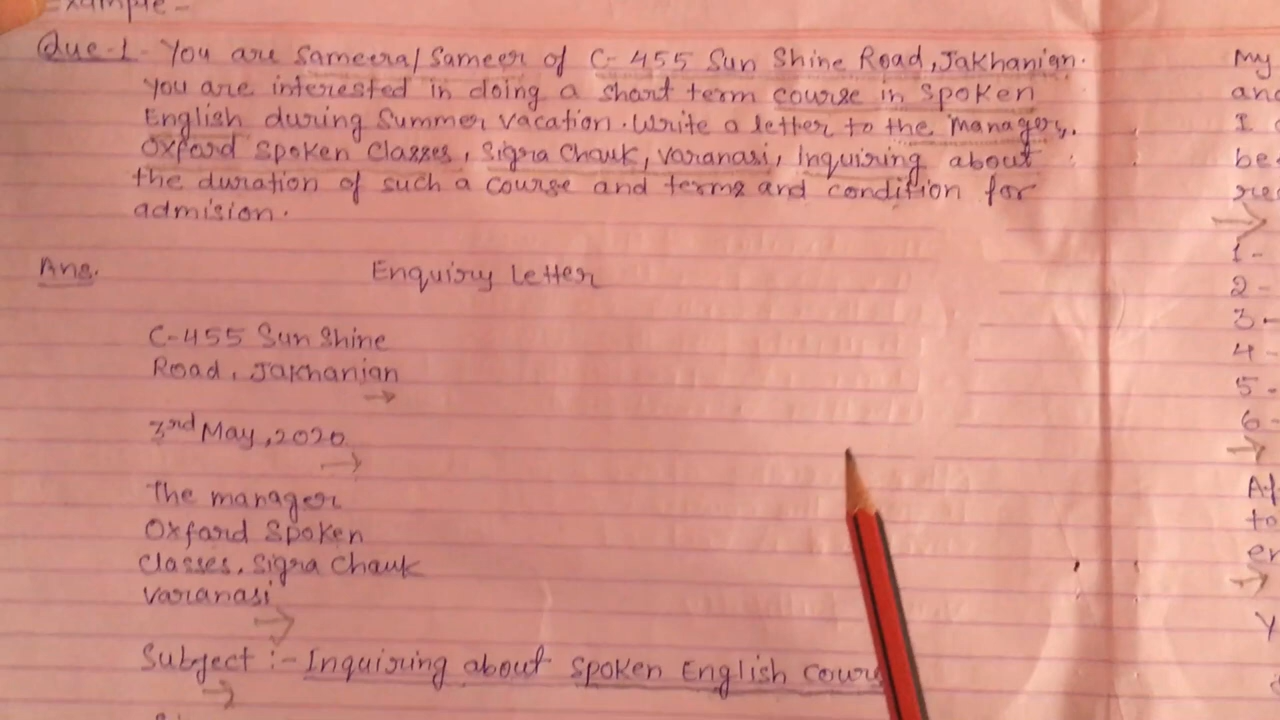 Example -
Que-1- You are Sameera/Sameer of C-455 Sun Shine Road, Jakhanian.
You are interested in doing a short term course in spoken
English during Summer vacation. Write a letter to the manager,
Oxford spoken classes, Sigra chauk, varanasi, Inquiring about
the duration of such a course and terms and condition for
admision.
Ans.
Enquiry Letter
C-455 Sun Shine
Road, Jakhanian
3rd May, 2020
The manager
Oxford Spoken
Classes, Sigra chauk
Varanasi
Subject :- Inquiring about spoken English cours
My
and
I
be
1-
2-
3-
4-
5-
6-
to